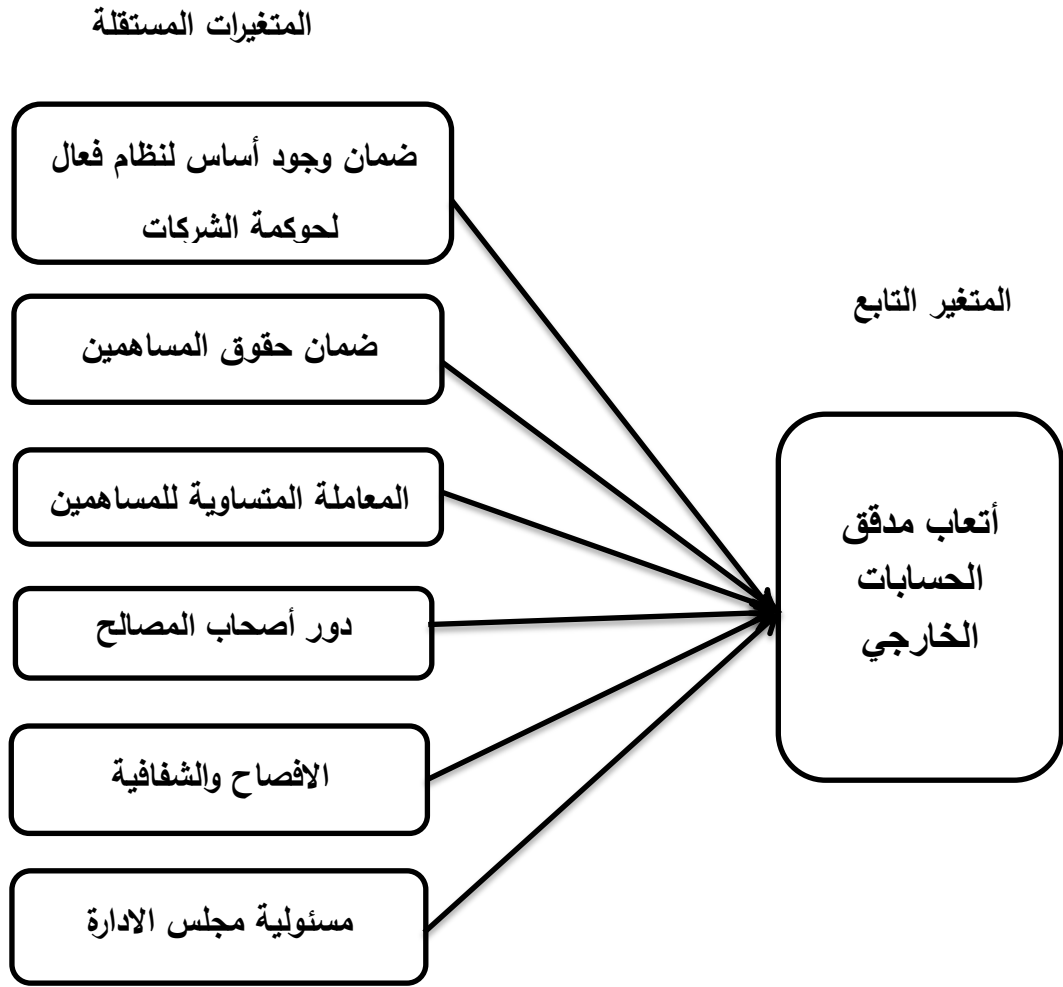 المتغيرات المستقلة
ضمان وجود أساس لنظام فعال
لحوكمة الشركات
ضمان حقوق المساهمين
المعاملة المتساوية للمساهمين
دور أصحاب المصالح
الافصاح والشفافية
مسئولية مجلس الادارة
المتغير التابع
أتعاب مدقق
الحسابات
الخارجي